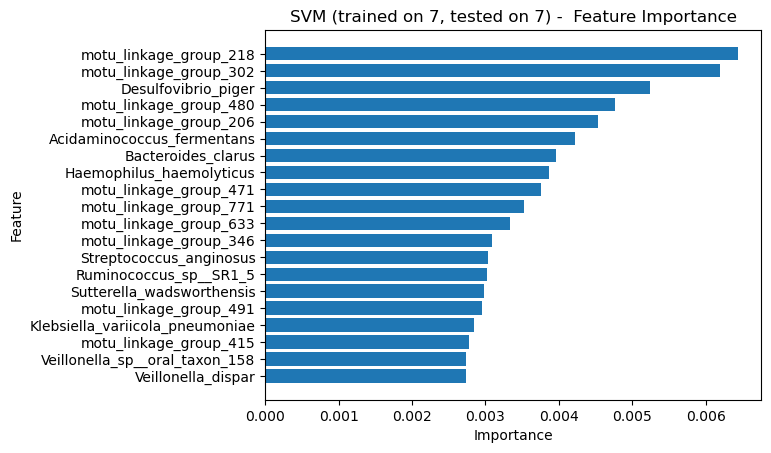 SVM (trained on 7, tested on 7) -  Feature Importance
motu_linkage_group_218
motu_linkage_group_302
Desulfovibrio_piger
motu_linkage_group_480
motu_linkage_group_206
Acidaminococcus_fermentans
Bacteroides_clarus
Haemophilus_haemolyticus
motu_linkage_group_471
motu_linkage_group_771
motu_linkage_group_633
motu_linkage_group_346
Streptococcus_anginosus
Ruminococcus_sp__SR1_5
Sutterella_wadsworthensis
motu_linkage_group_491
Klebsiella_variicola_pneumoniae
motu_linkage_group_415
Veillonella_sp__oral_taxon_158
Veillonella_dispar
Feature
0.000 0.001 0.002 0.003 0.004 0.005 0.006
Importance